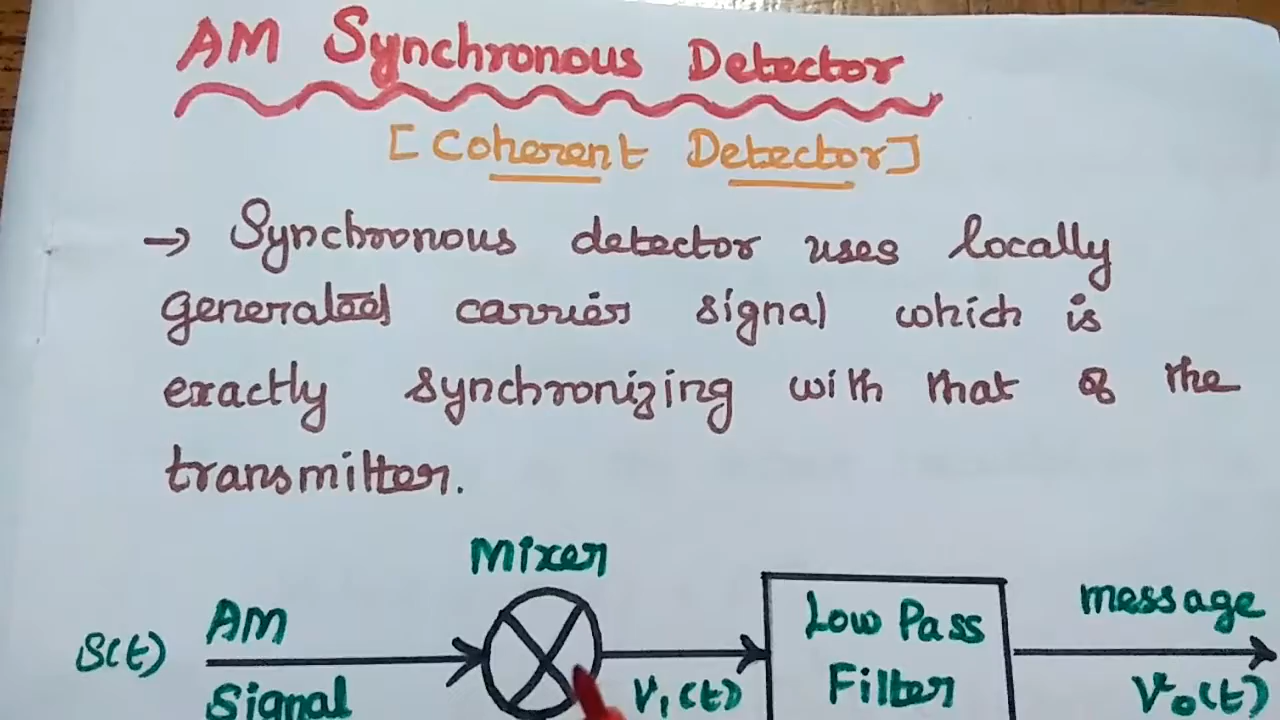 AM Synchronous Detector
[Coherent Detector]
→ Synchronous detector uses locally
generated carrier signal which is
exactly synchronizing with that of the
transmitter.
Mixer
S(t) AM Signal
V₁(t)
Low Pass
Filter
message
V₀(t)